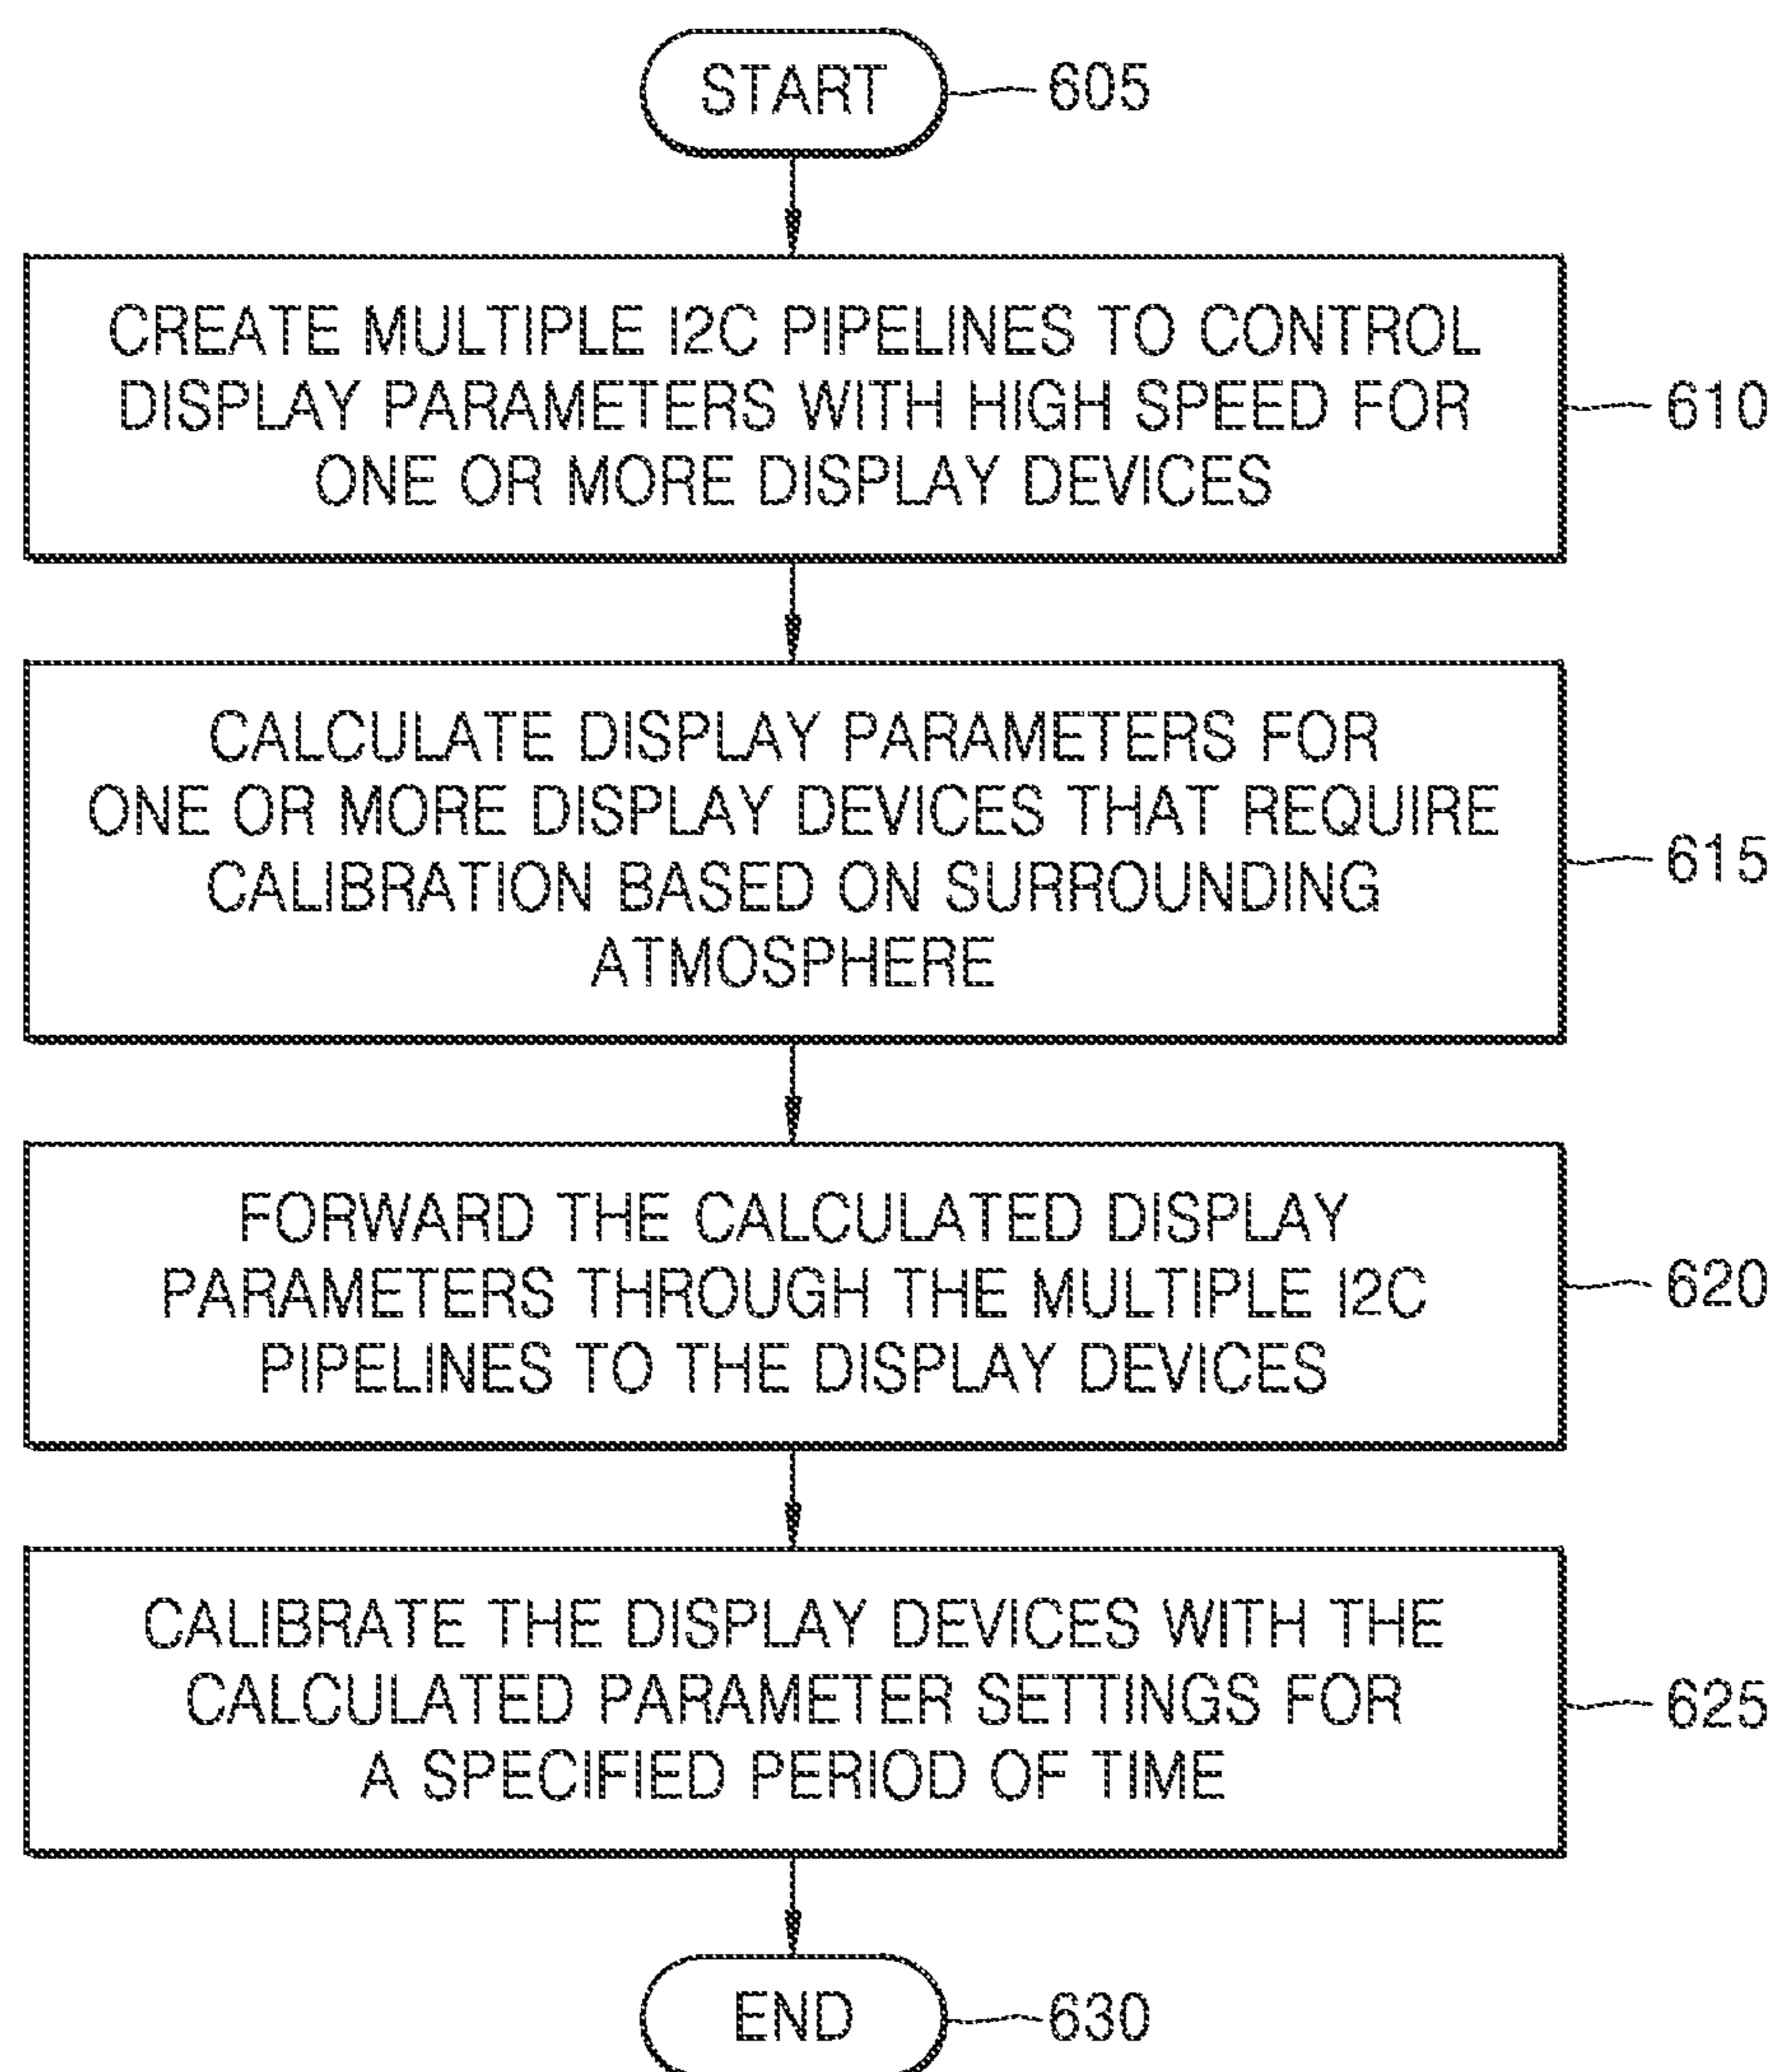 START
605
CREATE MULTIPLE I2C PIPELINES TO CONTROL
DISPLAY PARAMETERS WITH HIGH SPEED FOR
ONE OR MORE DISPLAY DEVICES
610
CALCULATE DISPLAY PARAMETERS FOR
ONE OR MORE DISPLAY DEVICES THAT REQUIRE
CALIBRATION BASED ON SURROUNDING
ATMOSPHERE
615
FORWARD THE CALCULATED DISPLAY
PARAMETERS THROUGH THE MULTIPLE I2C
PIPELINES TO THE DISPLAY DEVICES
620
CALIBRATE THE DISPLAY DEVICES WITH THE
CALCULATED PARAMETER SETTINGS FOR
A SPECIFIED PERIOD OF TIME
625
END
630